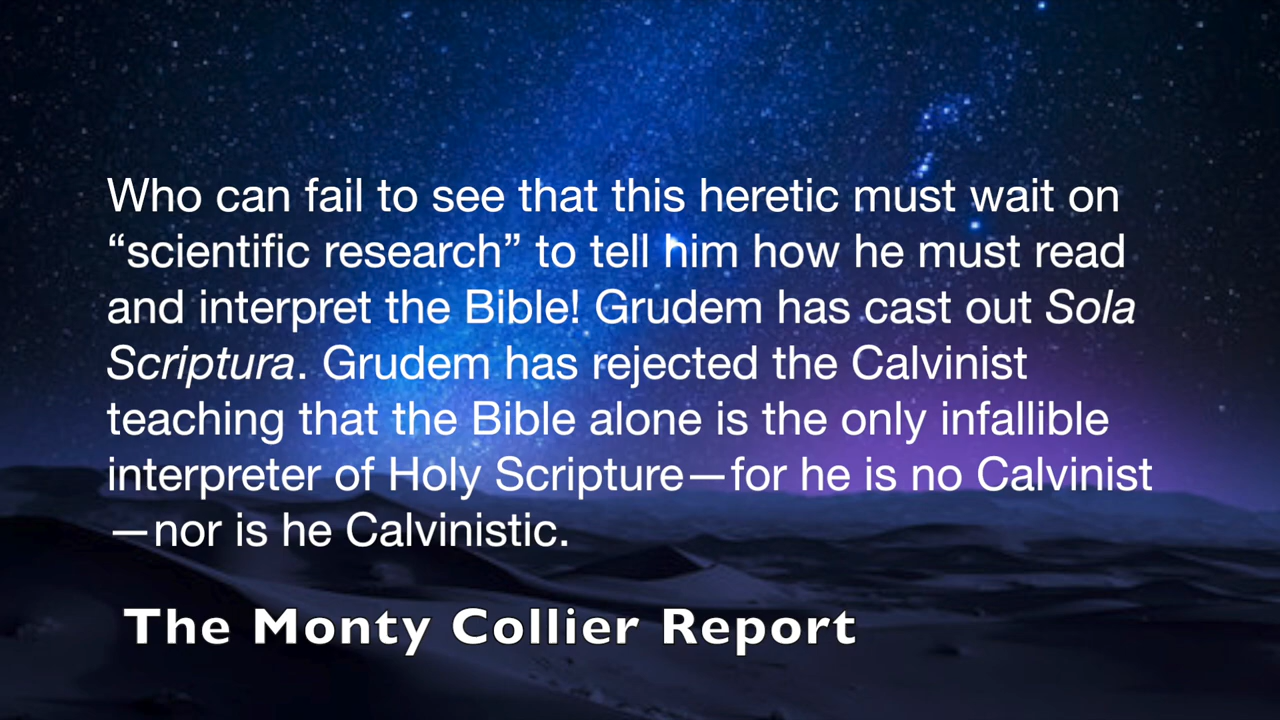 Who can fail to see that this heretic must wait on
“scientific research” to tell him how he must read
and interpret the Bible! Grudem has cast out Sola
Scriptura. Grudem has rejected the Calvinist
teaching that the Bible alone is the only infallible
interpreter of Holy Scripture—for he is no Calvinist
—nor is he Calvinistic.
The Monty Collier Report